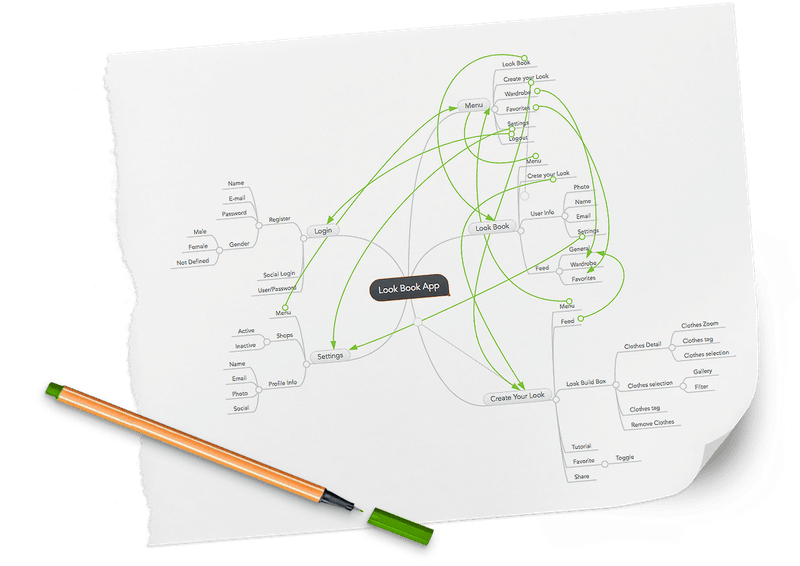 Look Book App
Menu
Look Book
Create your Look
Wardrobe
Favorites
Settings
Logout
Look Book
Menu
Crete your Look
User Info
Photo
Name
Email
Settings
Feed
General
Wardrobe
Favorites
Create Your Look
Menu
Feed
Look Build Box
Clothes Detail
Clothes Zoom
Clothes teg
Clothes selection
Clothes selection
Gallery
Filter
Clothes teg
Remove Clothes
Tutorial
Favorite
Toggle
Share
Login
Register
Name
E-mail
Password
Gender
Male
Female
Not Defined
Social Login
User/Password
Settings
Menu
Shops
Active
Inactive
Profile Info
Name
Email
Photo
Social